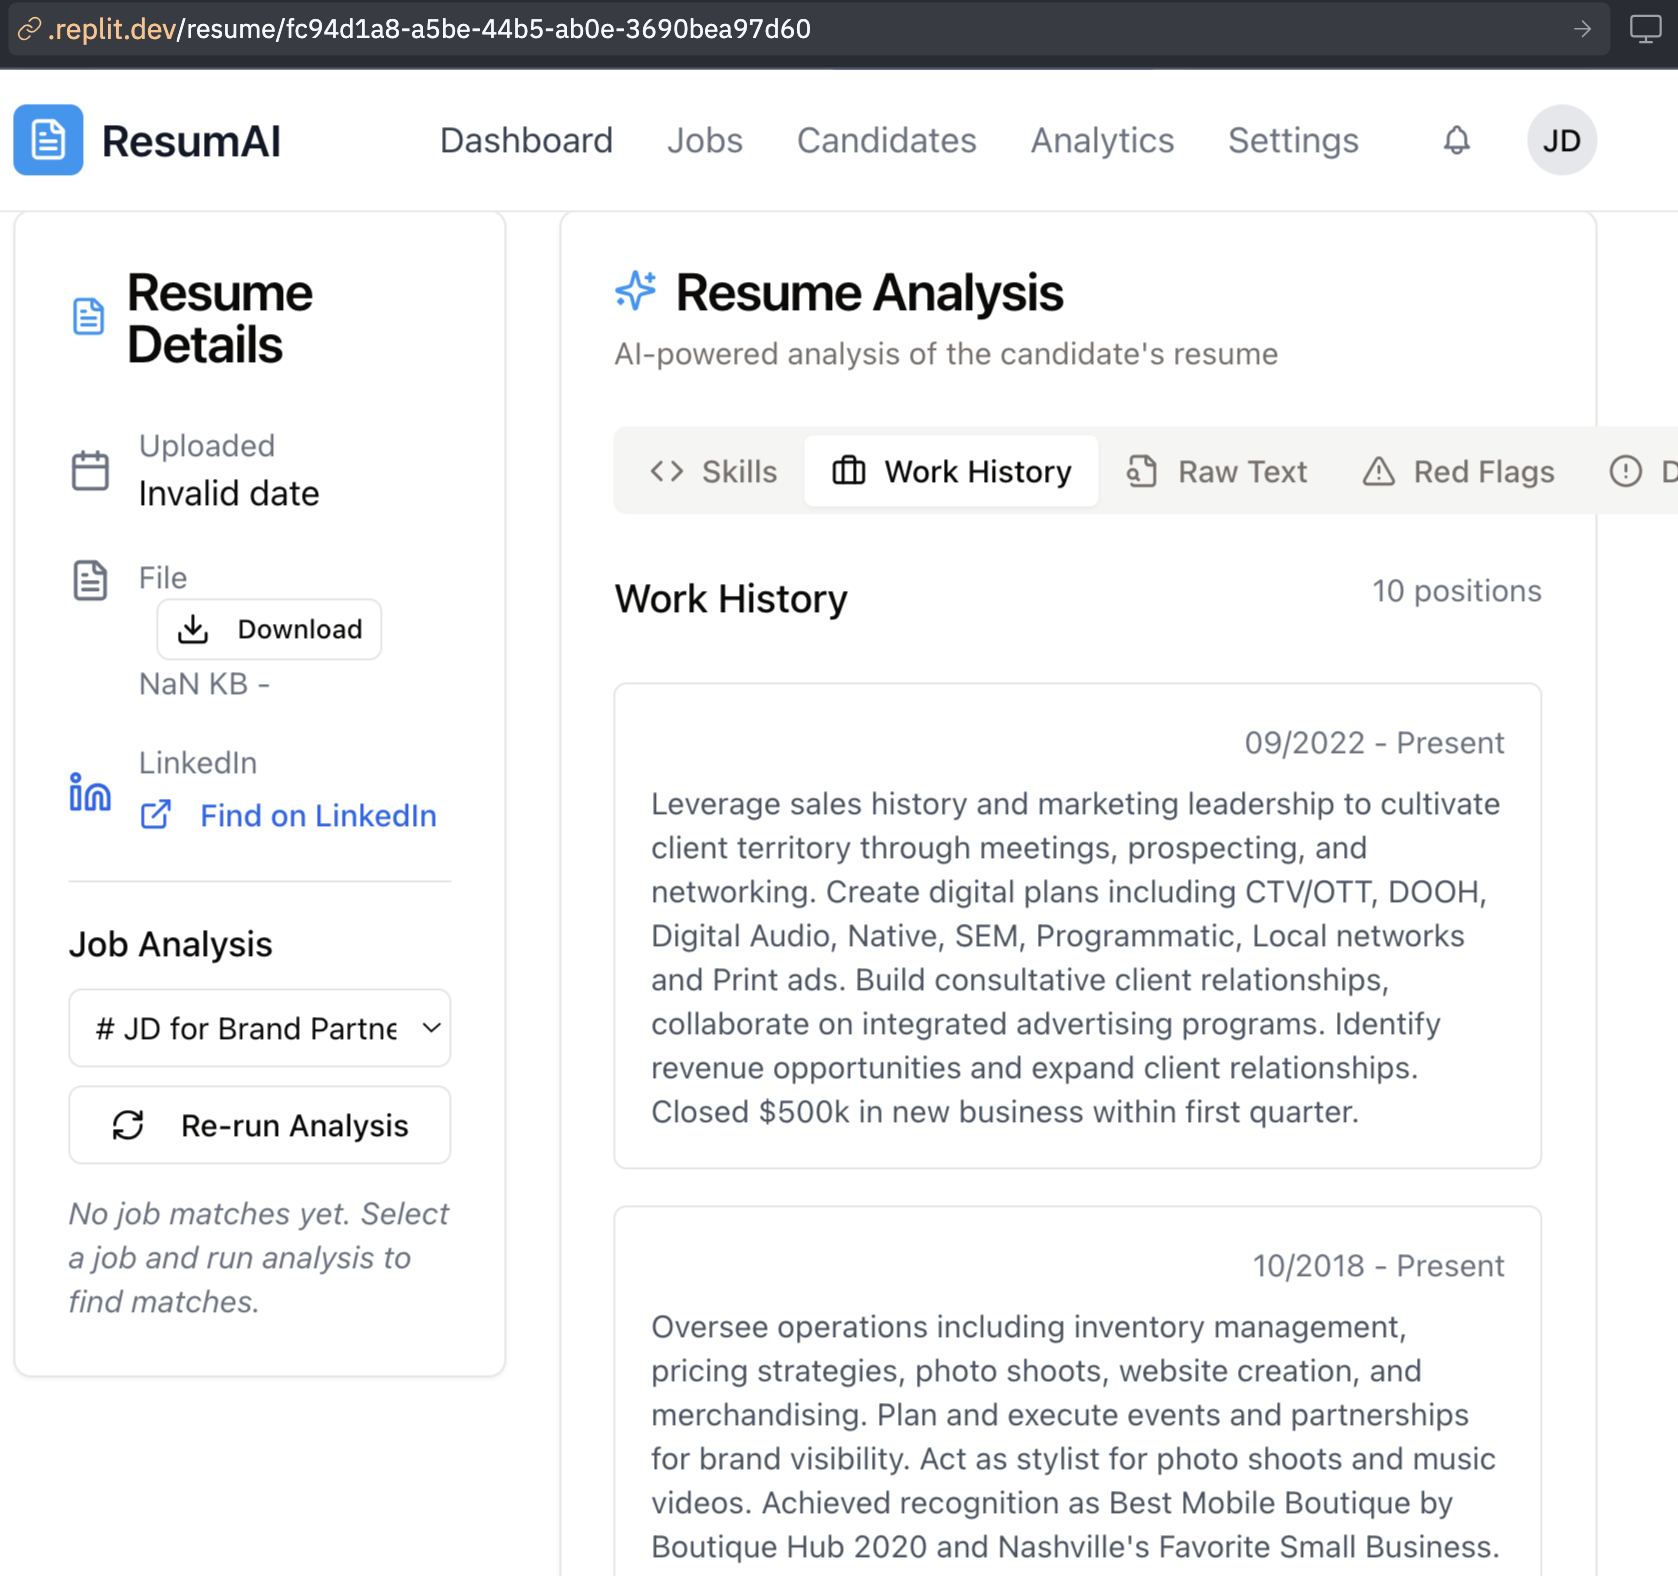 .replit.dev/resume/fc94d1a8-a5be-44b5-ab0e-3690bea97d60
ResumAI
Dashboard
Jobs
Candidates
Analytics
Settings
JD
Resume
Details
Uploaded
Invalid date
File
Download
NaN KB -
LinkedIn
Find on LinkedIn
Job Analysis
# JD for Brand Partne
Re-run Analysis
No job matches yet. Select
a job and run analysis to
find matches.
Resume Analysis
AI-powered analysis of the candidate's resume
Skills
Work History
Raw Text
Red Flags
D
Work History
10 positions
09/2022 - Present
Leverage sales history and marketing leadership to cultivate
client territory through meetings, prospecting, and
networking. Create digital plans including CTV/OTT, DOOH,
Digital Audio, Native, SEM, Programmatic, Local networks
and Print ads. Build consultative client relationships,
collaborate on integrated advertising programs. Identify
revenue opportunities and expand client relationships.
Closed $500k in new business within first quarter.
10/2018 - Present
Oversee operations including inventory management,
pricing strategies, photo shoots, website creation, and
merchandising. Plan and execute events and partnerships
for brand visibility. Act as stylist for photo shoots and music
videos. Achieved recognition as Best Mobile Boutique by
Boutique Hub 2020 and Nashville's Favorite Small Business.